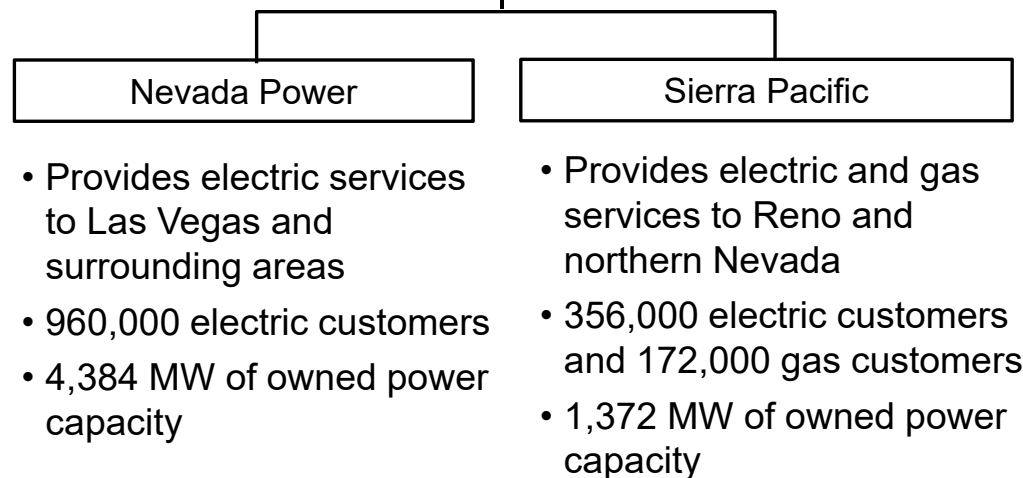 Nevada Power
• Provides electric services
to Las Vegas and
surrounding areas
• 960,000 electric customers
• 4,384 MW of owned power
capacity
Sierra Pacific
• Provides electric and gas
services to Reno and
northern Nevada
• 356,000 electric customers
and 172,000 gas customers
• 1,372 MW of owned power
capacity